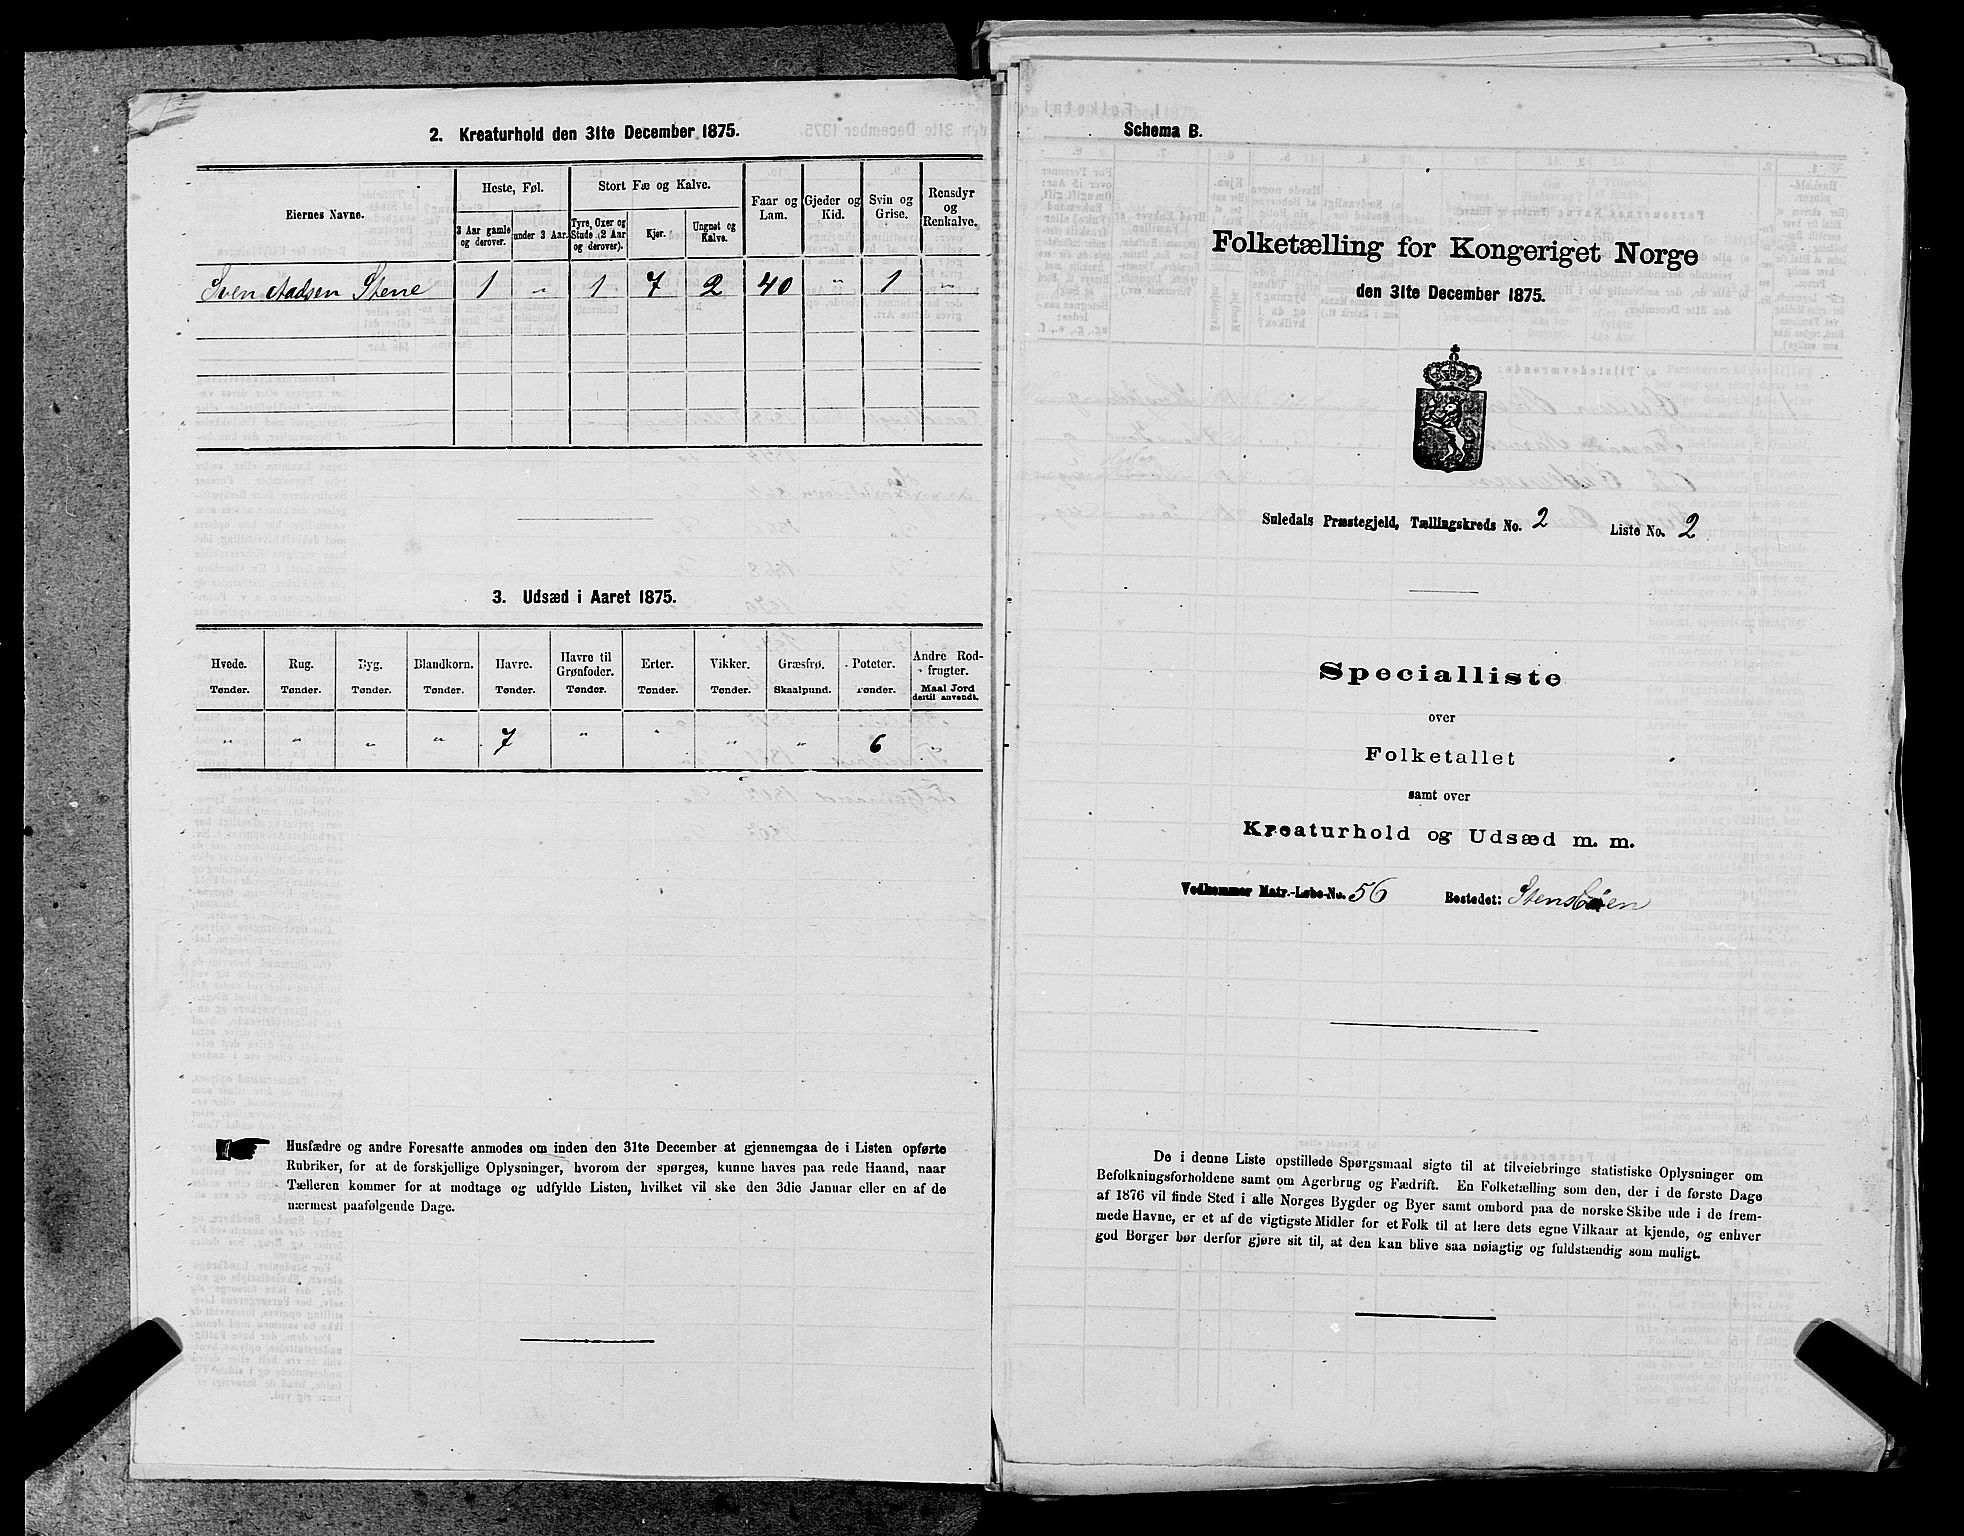 2. Kreaturhold den 31te December 1875.
Eiernes Navne.
Heste, Føl.
3 Aar gamle og derover.
under 3 Aar.
Stort Fæ og Kalve.
Tyre, Oxer og Stude (2 Aar og derover).
Kjør.
Ungnøt og Kalve.
Faar og Lam.
Gjeder og Kid.
Svin og Grise.
Rensdyr og Renkalve.
Sven Stene 1 " 1 7 2 40 " 1 "
3. Udsæd i Aaret 1875.
Hvede. Rug. Byg. Blandkorn. Havre. Havre til Grønfoder. Erter. Vikker. Græsfrø. Poteter. Andre Rodfrugter.
Tønder. Tønder. Tønder. Tønder. Tønder. Tønder. Tønder. Tønder. Skaalpund. Tønder. Maal Jord dertil anvendt.
" " " " 7 " " " " 6 "
Husfædre og andre Foresatte anmodes om inden den 31te December at gjennemgaa de i Listen opførte
Rubriker, for at de forskjellige Oplysninger, hvorom der spørges, kunne haves paa rede Haand, naar
Tælleren kommer for at modtage og udfylde Listen, hvilket vil ske den 3die Januar eller en af de
nærmest paafølgende Dage.
Schema B.
Folketælling for Kongeriget Norge
den 31te December 1875.
Suledals Præstegjeld, Tællingskreds No. 2 Liste No. 2
Specialliste
over
Folketallet
samt over
Kreaturhold og Udsæd m. m.
Vedkommer Matr.-Løbe-No. 56 Bostedet: Stensbøen
De i denne Liste opstillede Spørgsmaal sigte til at tilveiebringe statistiske Oplysninger om
Befolkningsforholdene samt om Agerbrug og Fædrift. En Folketælling som den, der i de første Dage
af 1876 vil finde Sted i alle Norges Bygder og Byer samt ombord paa de norske Skibe ude i de frem-
mede Havne, er et af de vigtigste Midler for et Folk til at lære dets egne Vilkaar at kjende, og enhver
god Borger bør derfor gjøre sit til, at den kan blive saa nøiagtig og fuldstændig som muligt.